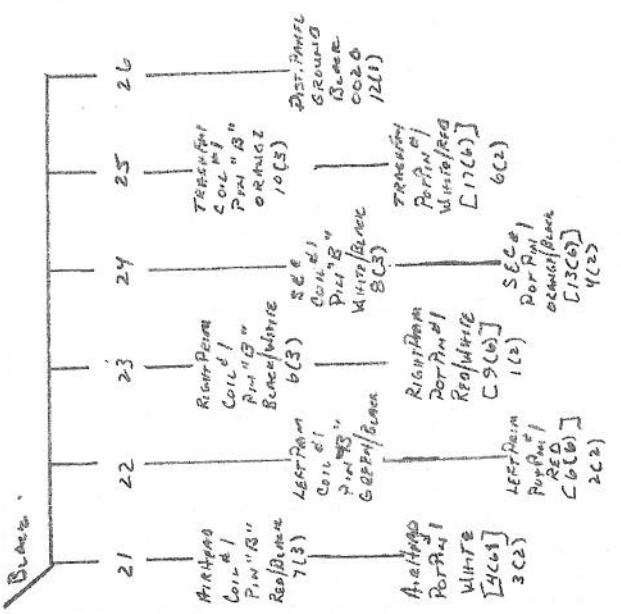 BLACK.
21
22
23
24
25
26
AIRHEAD
COIL #1
PIN "B"
RED/BLACK
7(3)
LEFT PRIM
COIL #1
PIN "B"
GREEN/BLACK
RIGHT PRIM
COIL #1
PIN "B"
BLACK/WHITE
6(3)
SEC
COIL #1
PIN "B"
WHITE/BLACK
8(3)
COIL #1
PIN "B"
ORANGE
10(3)
DIST. PANEL
GROUND
BLACK
0020
12(1)
AIRHEAD
POT PIN 1
WHITE
[4(6)]
3(2)
LEFT PRIM
POT PIN 1
RED
[6(6)]
2(2)
RIGHT PRIM
POT PIN #1
RED/WHITE
[9(6)]
1(2)
SEC #
POT PIN 1
ORANGE/BLACK
[13(6)]
4(2)
POT PIN #1
WHITE/RED
[17(6)]
6(2)